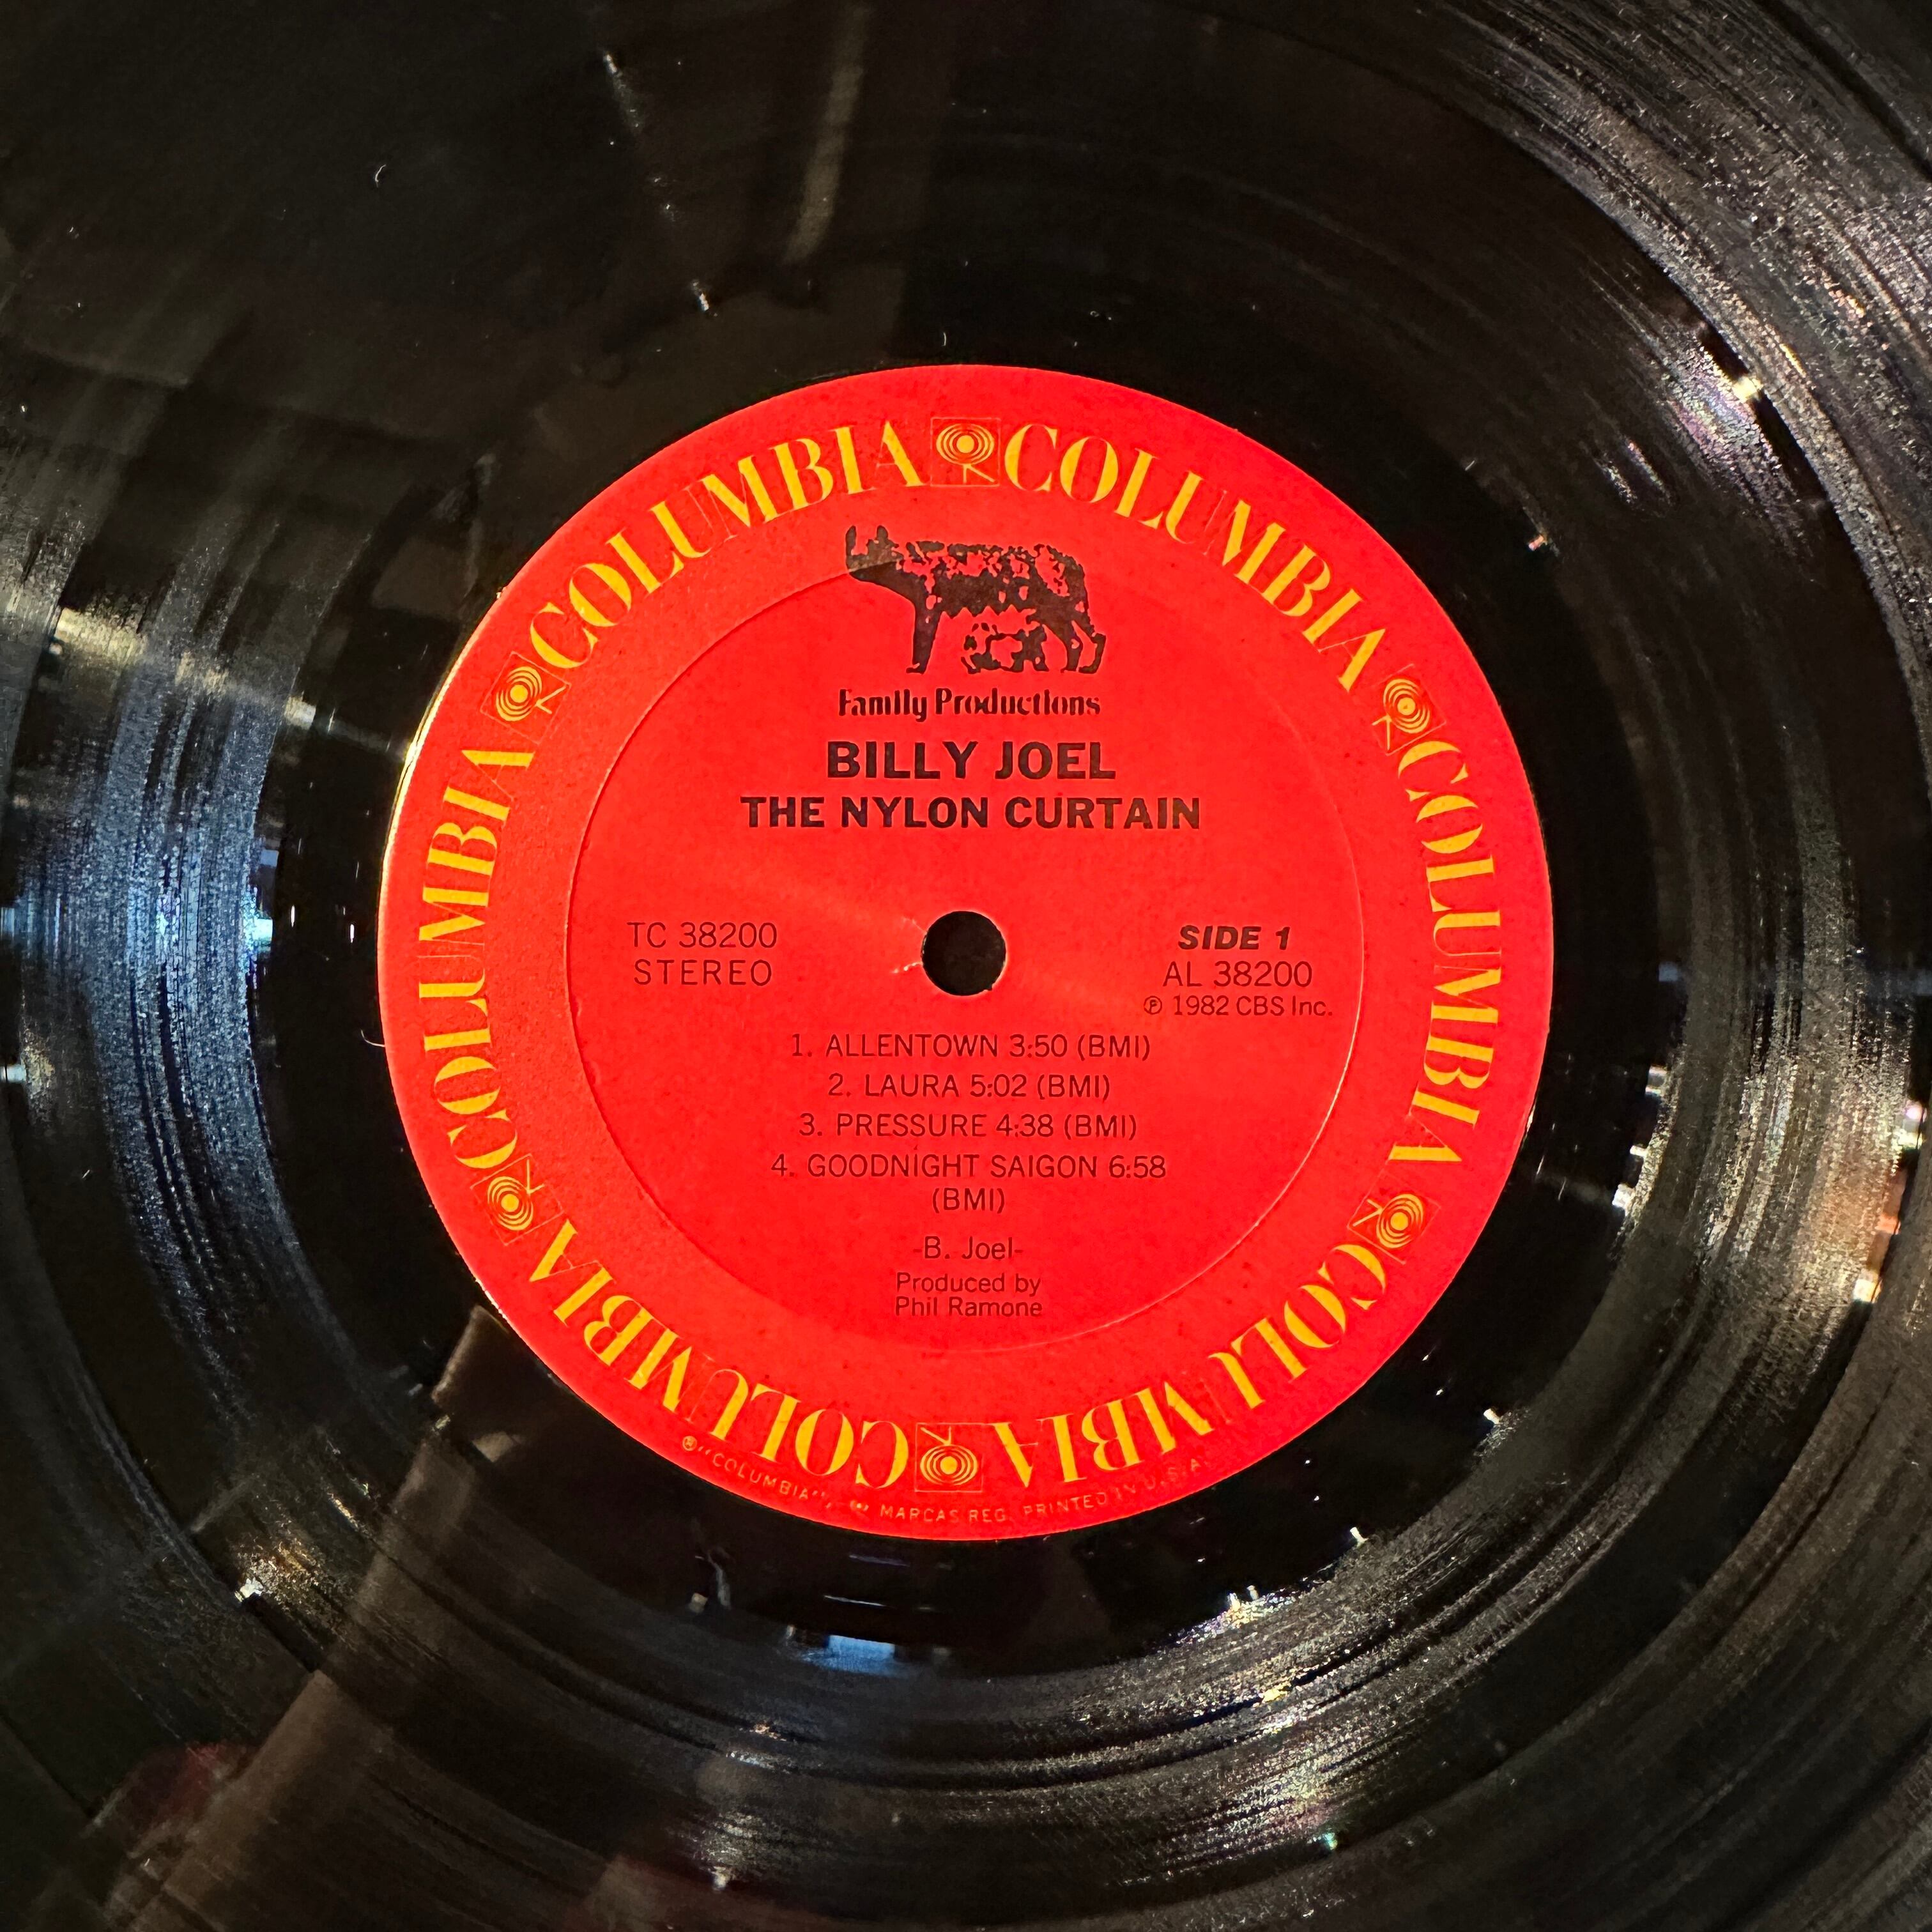 COLUMBIA COLUMBIA COLUMBIA COLUMBIA COLUMBIA COLUMBIA
Family Productions
BILLY JOEL
THE NYLON CURTAIN
TC 38200
STEREO
SIDE 1
AL 38200
℗ 1982 CBS Inc.
1. ALLENTOWN 3:50 (BMI)
2. LAURA 5:02 (BMI)
3. PRESSURE 4:38 (BMI)
4. GOODNIGHT SAIGON 6:58
(BMI)
-B. Joel-
Produced by
Phil Ramone
® "COLUMBIA", MARCAS REG. PRINTED IN U.S.A.